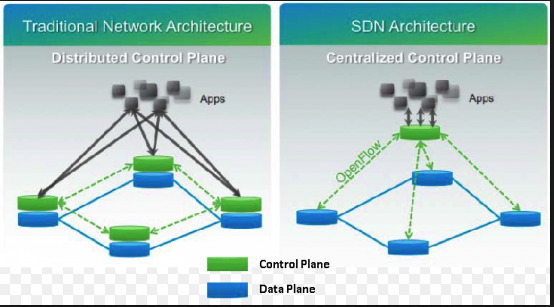 Traditional Network Architecture
Distributed Control Plane
Apps
SDN Architecture
Centralized Control Plane
Apps
OpenFlow
Control Plane
Data Plane